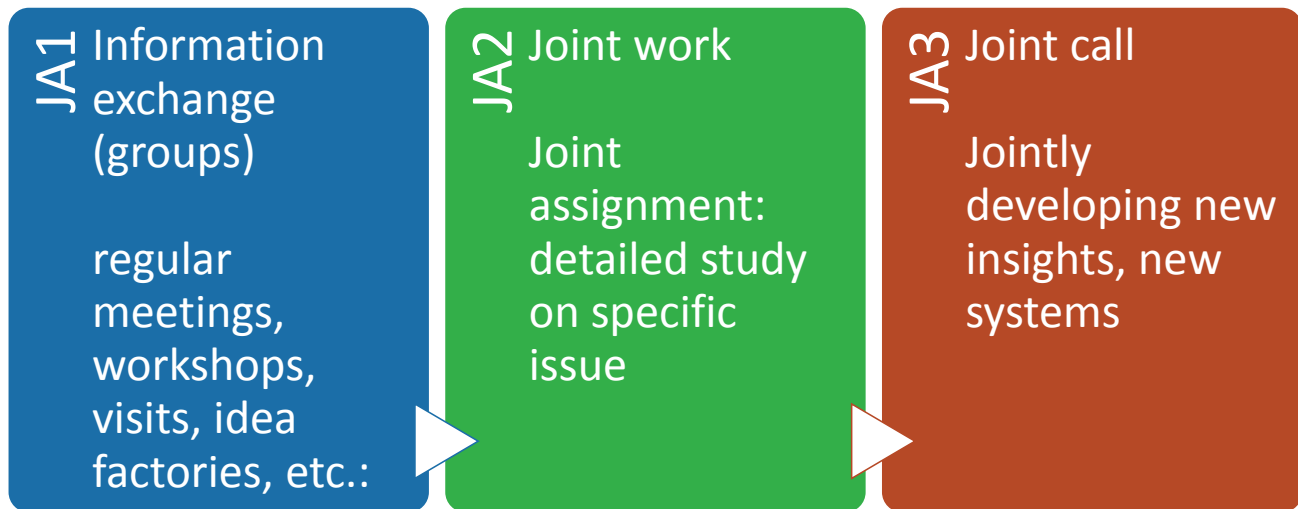 JA1
Information
exchange
(groups)
regular
meetings,
workshops,
visits, idea
factories, etc.:
JA2
Joint work
Joint
assignment:
detailed study
on specific
issue
JA3
Joint call
Jointly
developing new
insights, new
systems